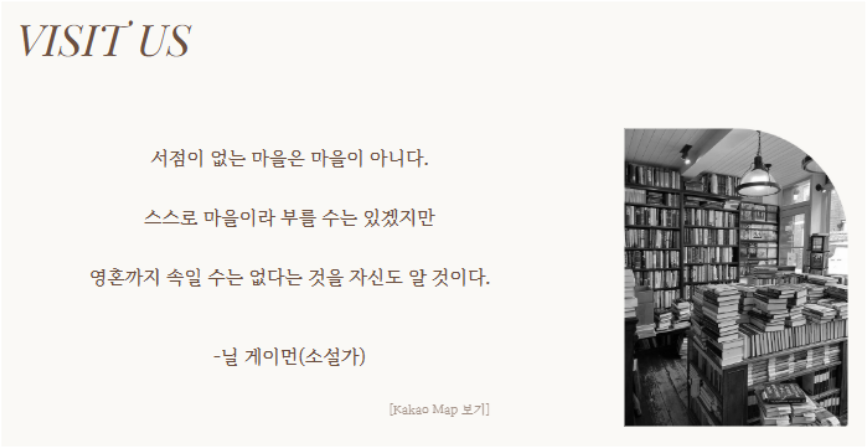 VISIT US
서점이 없는 마을은 마을이 아니다.
스스로 마을이라 부를 수는 있겠지만
영혼까지 속일 수는 없다는 것을 자신도 알 것이다.
-닐 게이먼(소설가)
[Kakao Map 보기]